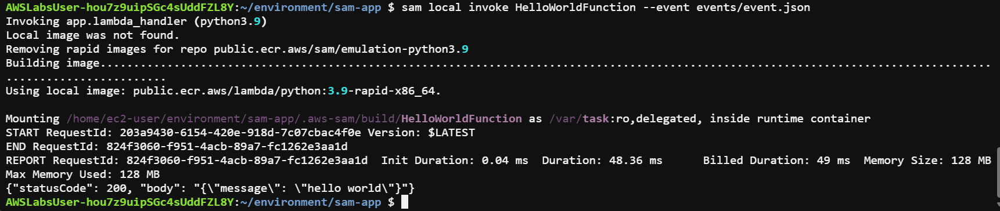 AWSLabsUser-hou7z9uipSGc4sUddFZL8Y:~/environment/sam-app $ sam local invoke HelloWorldFunction --event events/event.json
Invoking app.lambda_handler (python3.9)
Local image was not found.
Removing rapid images for repo public.ecr.aws/sam/emulation-python3.9
Building image.....................................................................................................................................
........................
Using local image: public.ecr.aws/lambda/python:3.9-rapid-x86_64.
Mounting /home/ec2-user/environment/sam-app/.aws-sam/build/HelloWorldFunction as /var/task:ro,delegated, inside runtime container
START RequestId: 203a9430-6154-420e-918d-7c07cbac4f0e Version: $LATEST
END RequestId: 824f3060-f951-4acb-89a7-fc1262e3aa1d
REPORT RequestId: 824f3060-f951-4acb-89a7-fc1262e3aa1d  Init Duration: 0.04 ms  Duration: 48.36 ms      Billed Duration: 49 ms  Memory Size: 128 MB
Max Memory Used: 128 MB
{"statusCode": 200, "body": "{\"message\": \"hello world\"}"}
AWSLabsUser-hou7z9uipSGc4sUddFZL8Y:~/environment/sam-app $